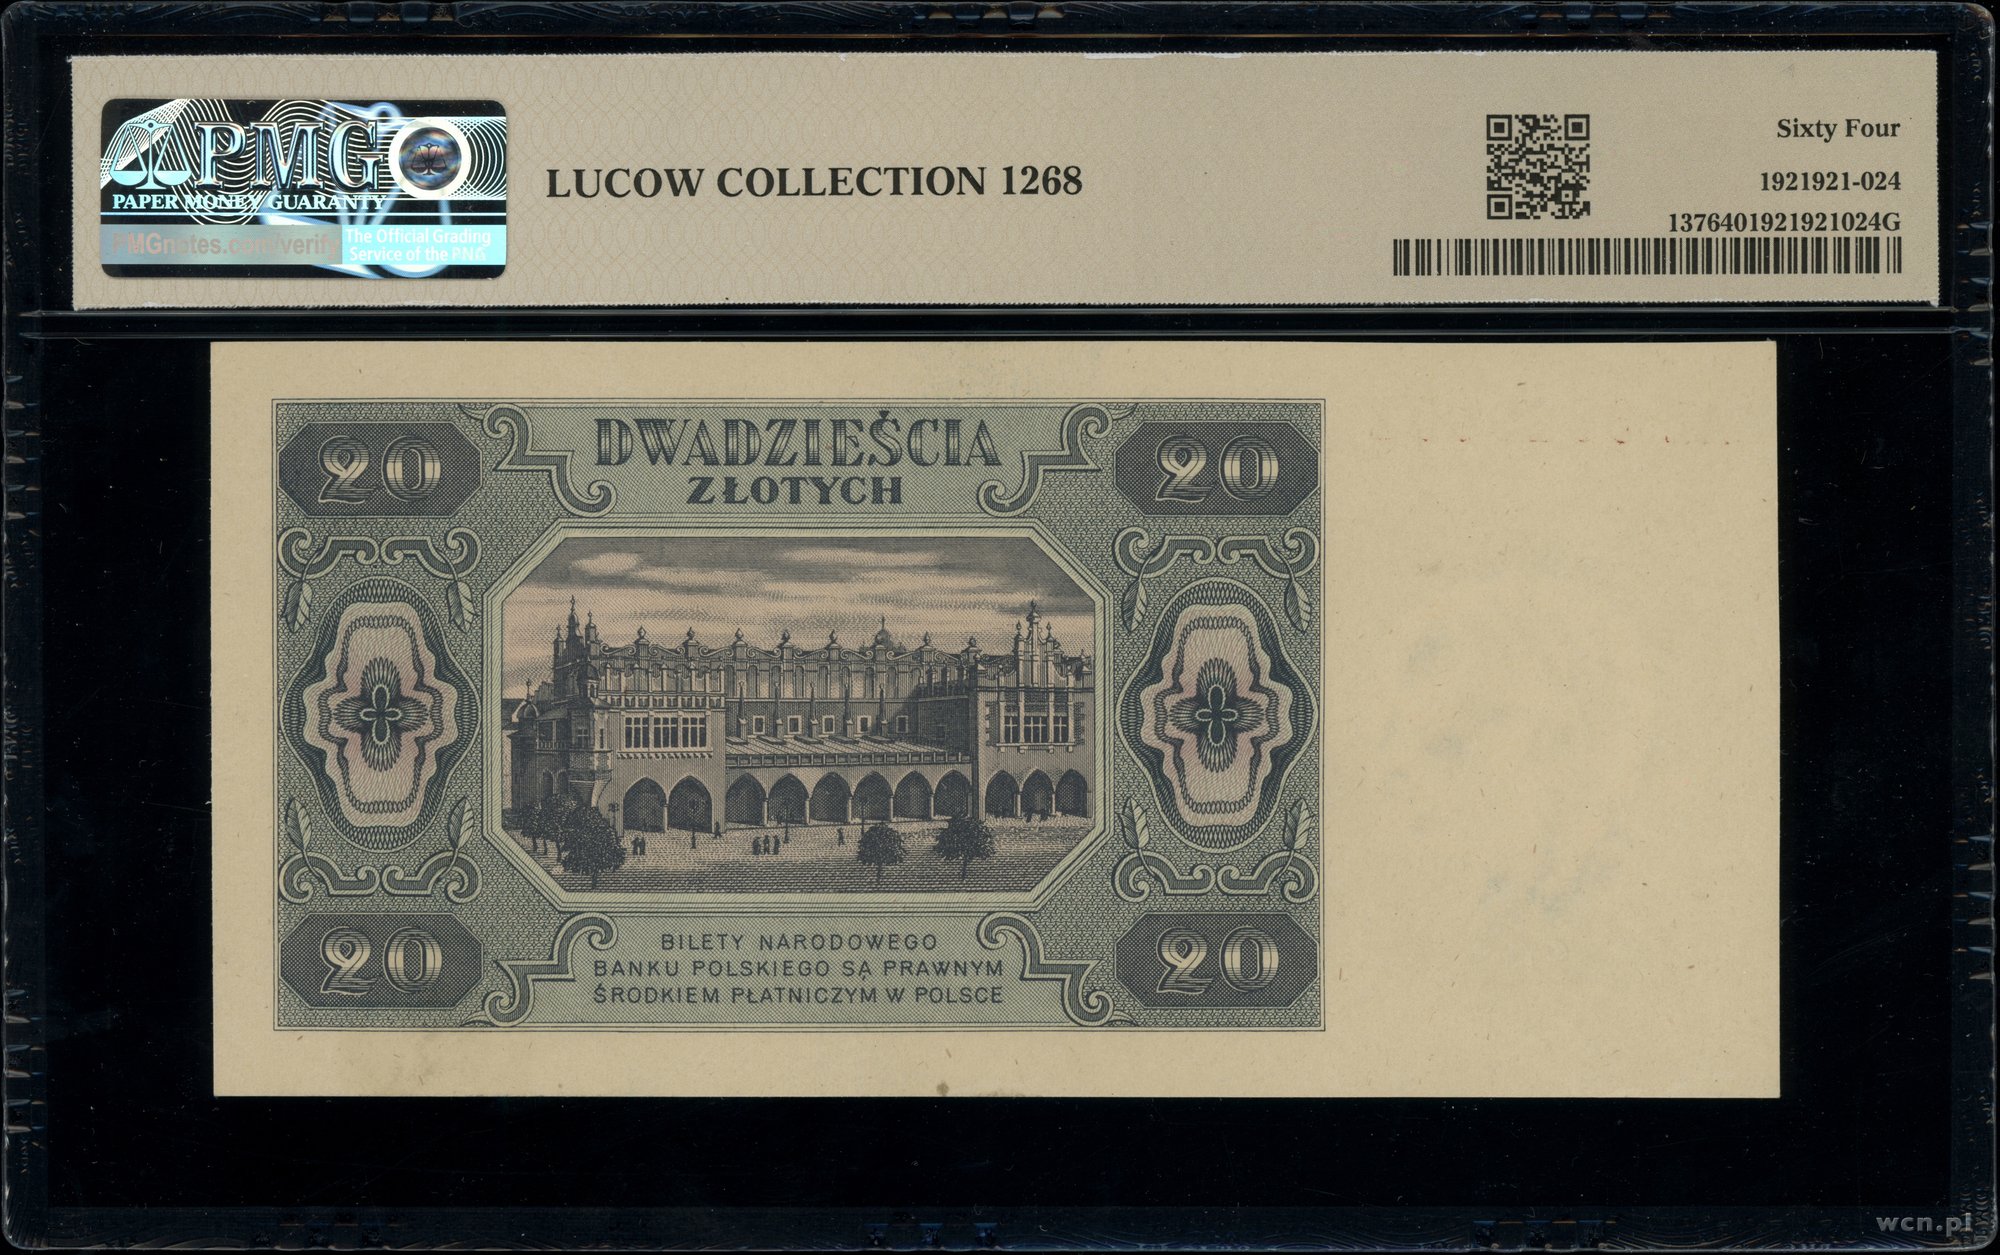 PMG
PAPER MONEY GUARANTY
PMGnotes.com/verify
The Official Grading
Service of the PNG
LUCOW COLLECTION 1268
Sixty Four
1921921-024
1376401921921024G
20
DWADZIEŚCIA
ZŁOTYCH
20
20
BILETY NARODOWEGO
BANKU POLSKIEGO SĄ PRAWNYM
ŚRODKIEM PŁATNICZYM W POLSCE
20
wcn.pl